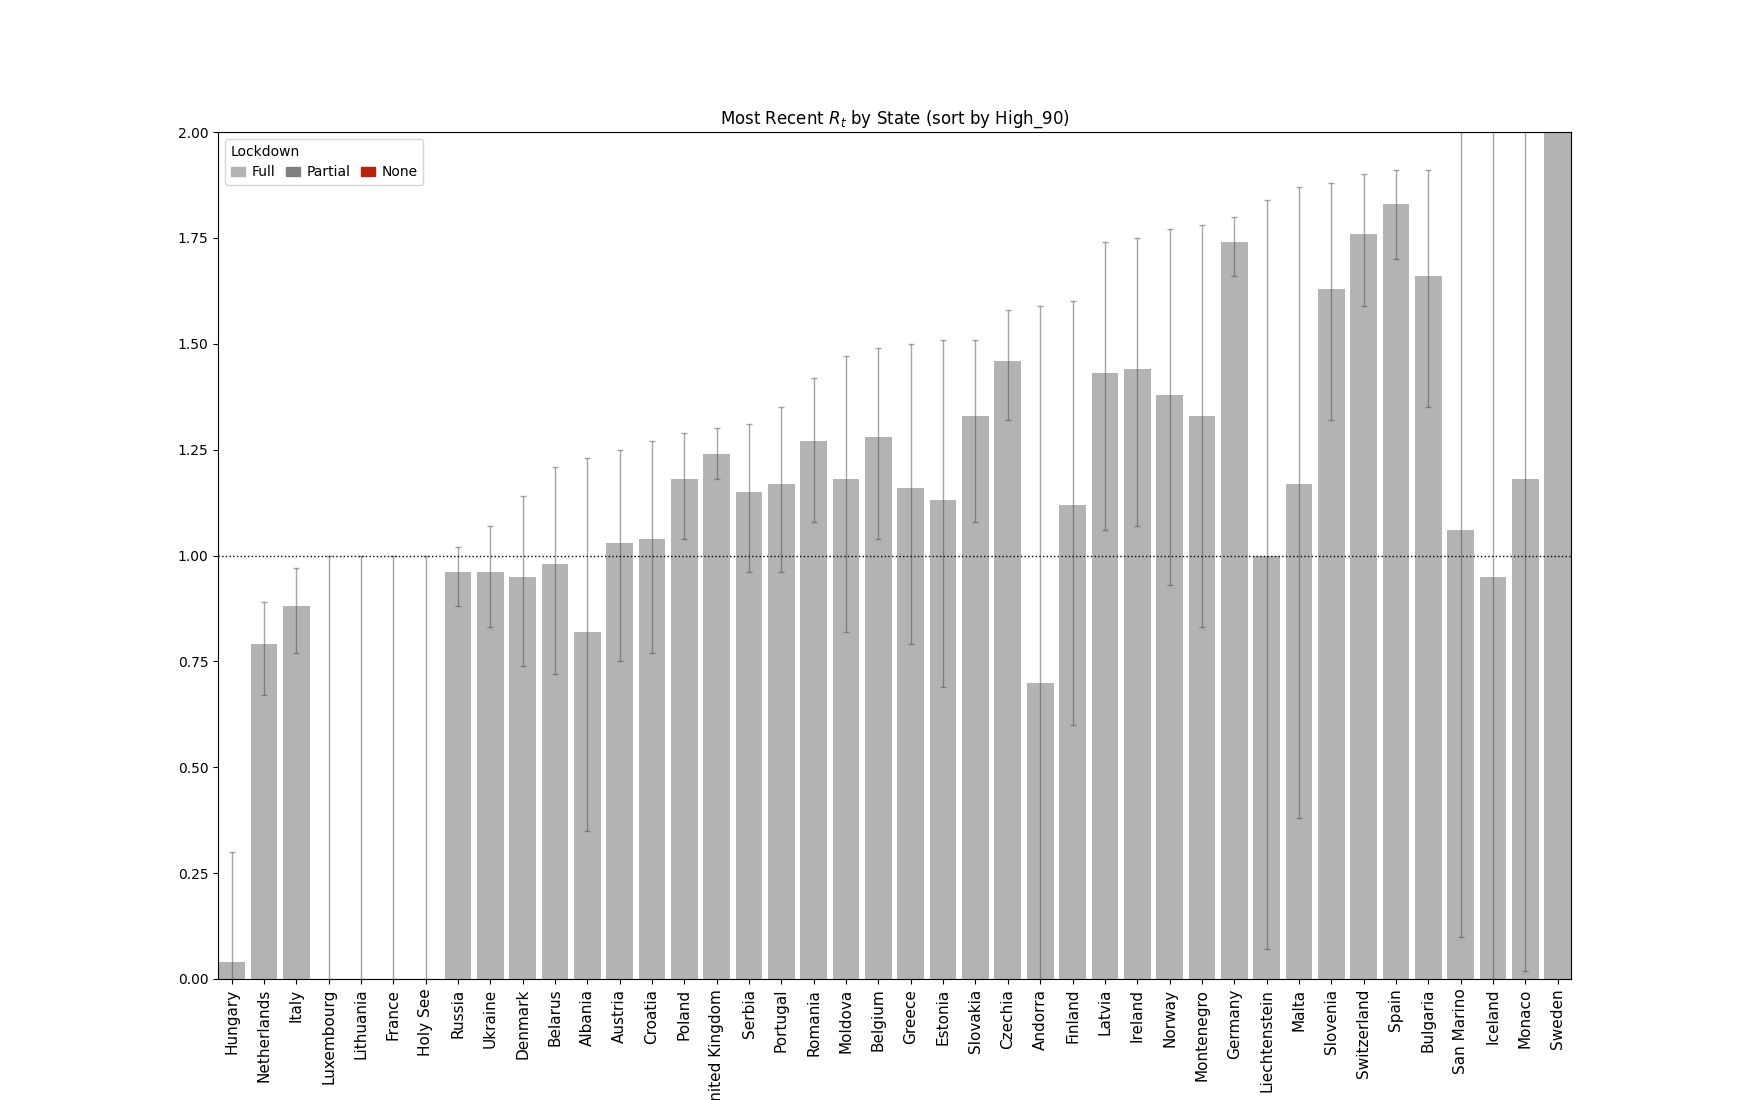 Most Recent R_t by State (sort by High_90)
Lockdown
Full Partial None
2.00
1.75
1.50
1.25
1.00
0.75
0.50
0.25
0.00
Hungary
Netherlands
Italy
Luxembourg
Lithuania
France
Holy See
Russia
Ukraine
Denmark
Belarus
Albania
Austria
Croatia
Poland
nited Kingdom
Serbia
Portugal
Romania
Moldova
Belgium
Greece
Estonia
Slovakia
Czechia
Andorra
Finland
Latvia
Ireland
Norway
Montenegro
Germany
Liechtenstein
Malta
Slovenia
Switzerland
Spain
Bulgaria
San Marino
Iceland
Monaco
Sweden